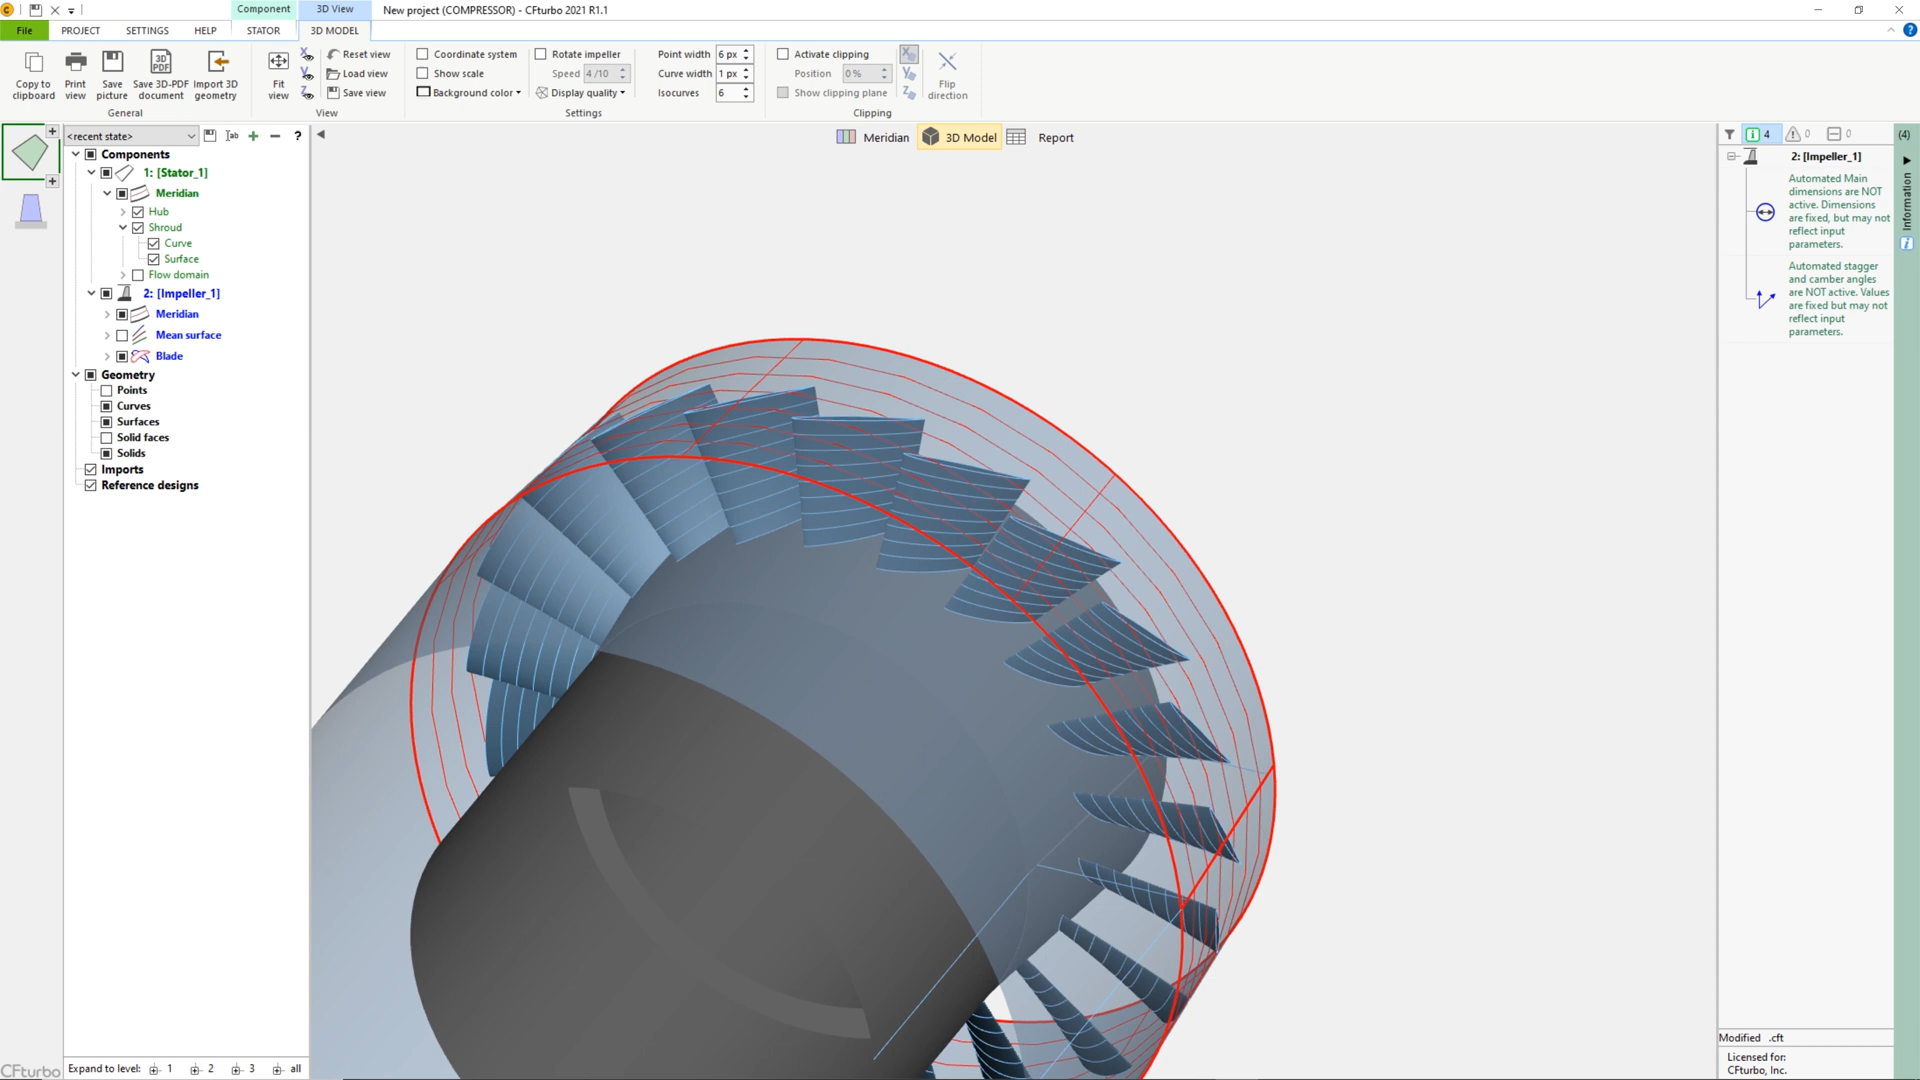 Component
3D View
New project (COMPRESSOR) - CFturbo 2021 R1.1
File
PROJECT
SETTINGS
HELP
STATOR
3D MODEL
Copy to clipboard
Print view
Save picture
3D PDF
Save 3D-PDF document
Import 3D geometry
General
Fit view
X
Y
Z
Reset view
Load view
Save view
View
Coordinate system
Show scale
Background color
Rotate impeller
Speed 4 /10
Display quality
Point width 6 px
Curve width 1 px
Isocurves 6
Settings
Activate clipping
Position 0 %
Show clipping plane
Flip direction
Clipping
<recent state>
Components
1: [Stator_1]
Meridian
Hub
Shroud
Curve
Surface
Flow domain
2: [Impeller_1]
Meridian
Mean surface
Blade
Geometry
Points
Curves
Surfaces
Solid faces
Solids
Imports
Reference designs
Meridian
3D Model
Report
4
0
0
(4)
2: [Impeller_1]
Automated Main
dimensions are NOT
active. Dimensions
are fixed, but may not
reflect input
parameters.
Automated stagger
and camber angles
are NOT active. Values
are fixed but may not
reflect input
parameters.
Information
Modified .cft
Licensed for:
CFturbo, Inc.
CFturbo
Expand to level: 1 2 3 all